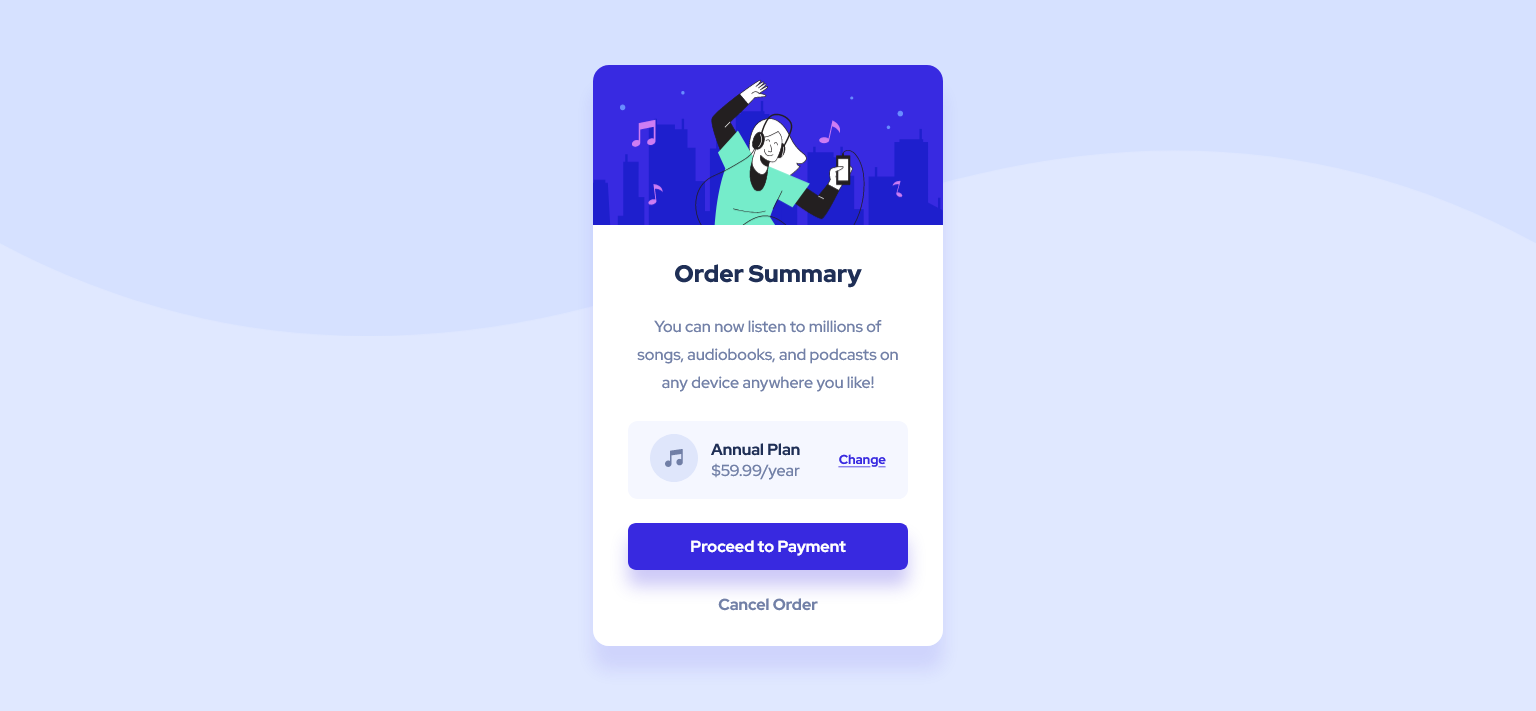 Order Summary
You can now listen to millions of
songs, audiobooks, and podcasts on
any device anywhere you like!
Annual Plan
$59.99/year
Change
Proceed to Payment
Cancel Order